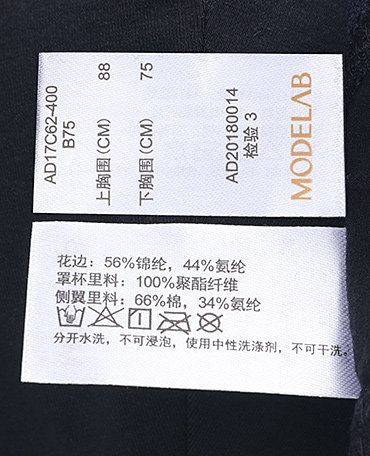 AD17C62-400
B75
上胸围(CM) 88
下胸围(CM) 75
AD20180014
检验 3
MODELAB
花边：56%锦纶，44%氨纶
罩杯里料：100%聚酯纤维
侧翼里料：66%棉，34%氨纶
分开水洗，不可浸泡，使用中性洗涤剂，不可干洗。